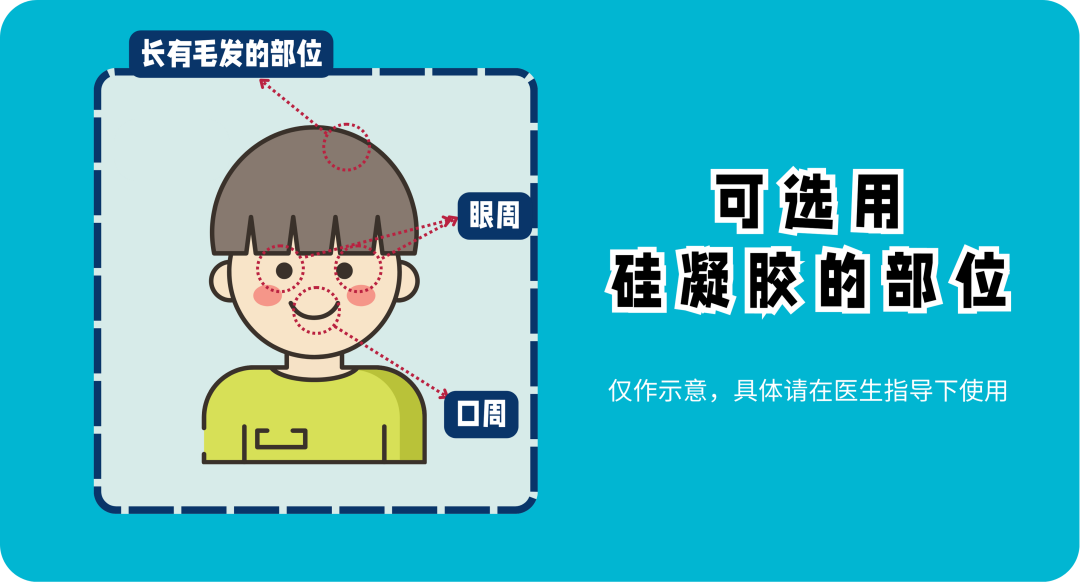 长有毛发的部位
眼周
口周
可选用
硅凝胶的部位
仅作示意，具体请在医生指导下使用